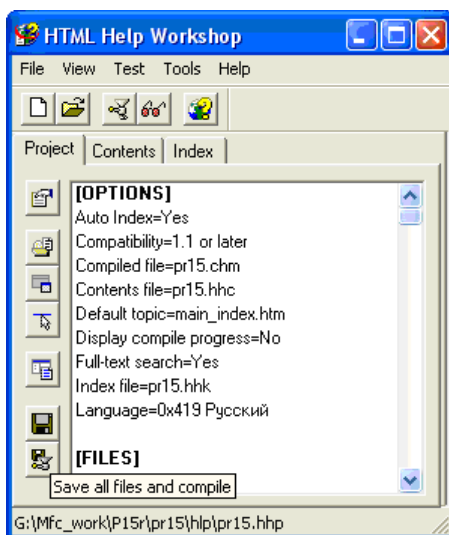 HTML Help Workshop
File View Test Tools Help
Project Contents Index
[OPTIONS]
Auto Index=Yes
Compatibility=1.1 or later
Compiled file=pr15.chm
Contents file=pr15.hhc
Default topic=main_index.htm
Display compile progress=No
Full-text search=Yes
Index file=pr15.hhk
Language=0x419 Русский
[FILES]
Save all files and compile
G:\Mfc_work\P15r\pr15\hlp\pr15.hhp